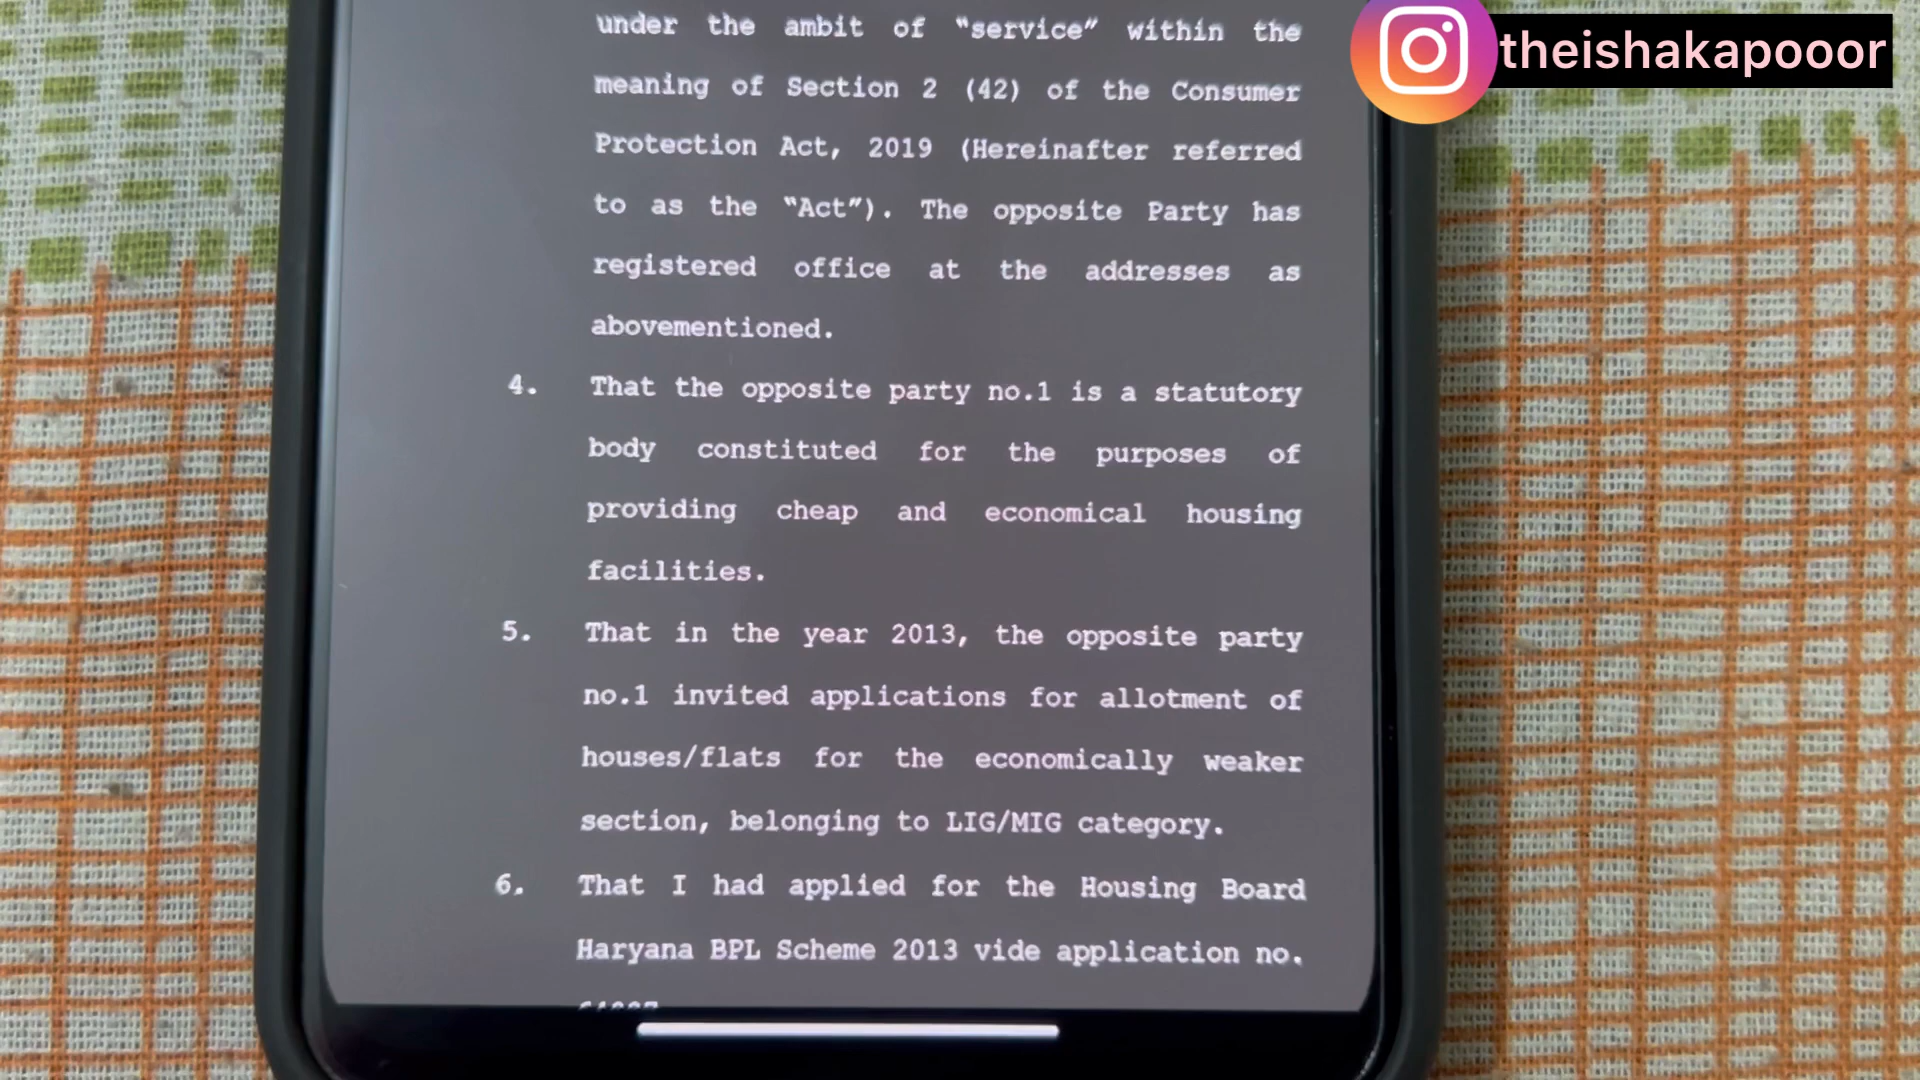 theishakapooor
under the ambit of "service" within the
meaning of Section 2 (42) of the Consumer
Protection Act, 2019 (Hereinafter referred
to as the "Act"). The opposite Party has
registered office at the addresses as
abovementioned.
4. That the opposite party no.1 is a statutory
body constituted for the purposes of
providing cheap and economical housing
facilities.
5. That in the year 2013, the opposite party
no.1 invited applications for allotment of
houses/flats for the economically weaker
section, belonging to LIG/MIG category.
6. That I had applied for the Housing Board
Haryana BPL Scheme 2013 vide application no.